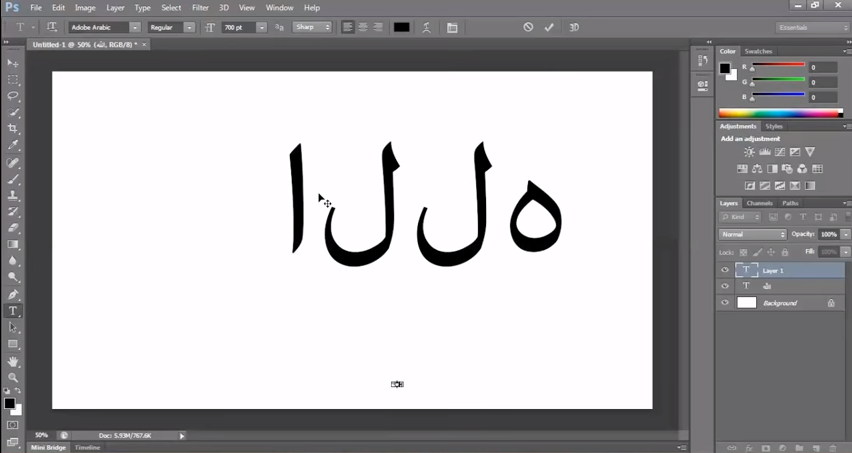 Ps File Edit Image Layer Type Select Filter 3D View Window Help
Adobe Arabic Regular 700 pt Sharp 3D Essentials
Untitled-1 @ 50% (الله, RGB/8) * ×
ا ل ل ه
Color Swatches
R 0
G 0
B 0
Adjustments Styles
Add an adjustment
Layers Channels Paths
Kind
Normal Opacity: 100%
Lock: Fill: 100%
Layer 1
الله
Background
50% Doc: 5.93M/767.6K
Mini Bridge Timeline